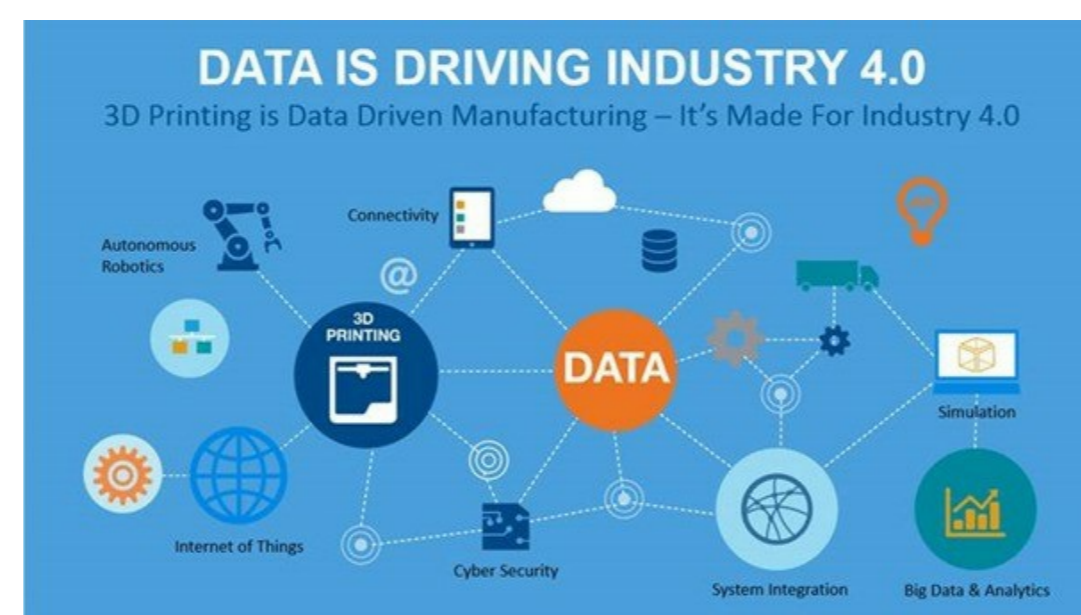 DATA IS DRIVING INDUSTRY 4.0
3D Printing is Data Driven Manufacturing – It's Made For Industry 4.0
Autonomous
Robotics
Connectivity
@
3D
PRINTING
DATA
Simulation
Internet of Things
Cyber Security
System Integration
Big Data & Analytics